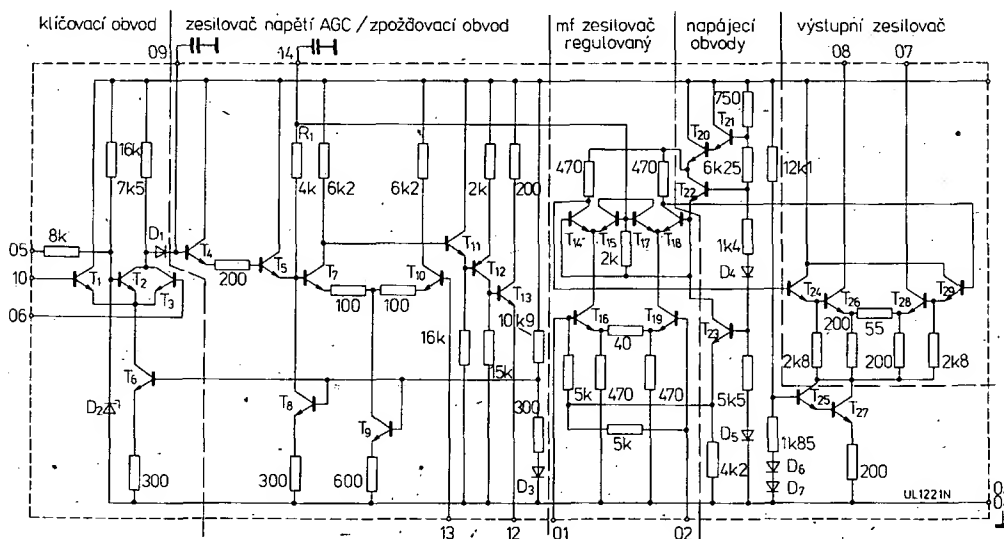 klíčovací obvod
zesilovač napětí AGC / zpožďovací obvod
mf zesilovač regulovaný
napájecí obvody
výstupní zesilovač
09
14
08 07
750
T20 T21
R1
16k
7k5
4k
6k2
6k2
2k
200
470
470
6k25
12k1
T22
05
8k
D1
T4
T11
T14 T15 T17 T18
2k
1k4
10
T1 T2 T3
200
T5
T7
T10
T12
T13
D4
T24
T26
T28
T29
06
100
100
10k9
T16
T19
40
T23
200
55
16k
15k
2k8
200
2k8
T6
5k
470
470
5k5
T25
T27
D2
T8
T9
300
5k
D5
1k85
300
300
600
D3
4k2
D6
D7
200
UL1221N
13
12
01
02